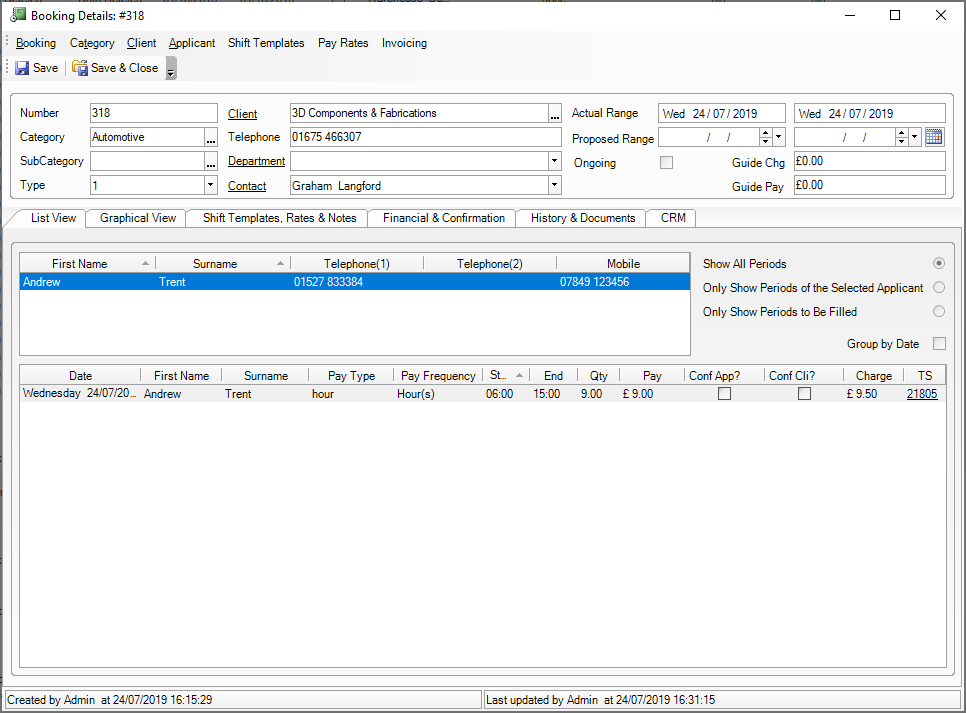 Booking Details: #318
Booking Category Client Applicant Shift Templates Pay Rates Invoicing
Save Save & Close
Number 318 Client 3D Components & Fabrications ... Actual Range Wed 24/07/2019 Wed 24/07/2019
Category Automotive ... Telephone 01675 466307 Proposed Range / / / /
SubCategory ... Department Ongoing Guide Chg £0.00
Type 1 Contact Graham Langford Guide Pay £0.00
List View Graphical View Shift Templates, Rates & Notes Financial & Confirmation History & Documents CRM
First Name Surname Telephone(1) Telephone(2) Mobile Show All Periods
Andrew Trent 01527 833384 07849 123456
Only Show Periods of the Selected Applicant
Only Show Periods to Be Filled
Group by Date
Date First Name Surname Pay Type Pay Frequency St... End Qty Pay Conf App? Conf Cli? Charge TS
Wednesday 24/07/20... Andrew Trent hour Hour(s) 06:00 15:00 9.00 £ 9.00 £ 9.50 21805
Created by Admin at 24/07/2019 16:15:29 Last updated by Admin at 24/07/2019 16:31:15